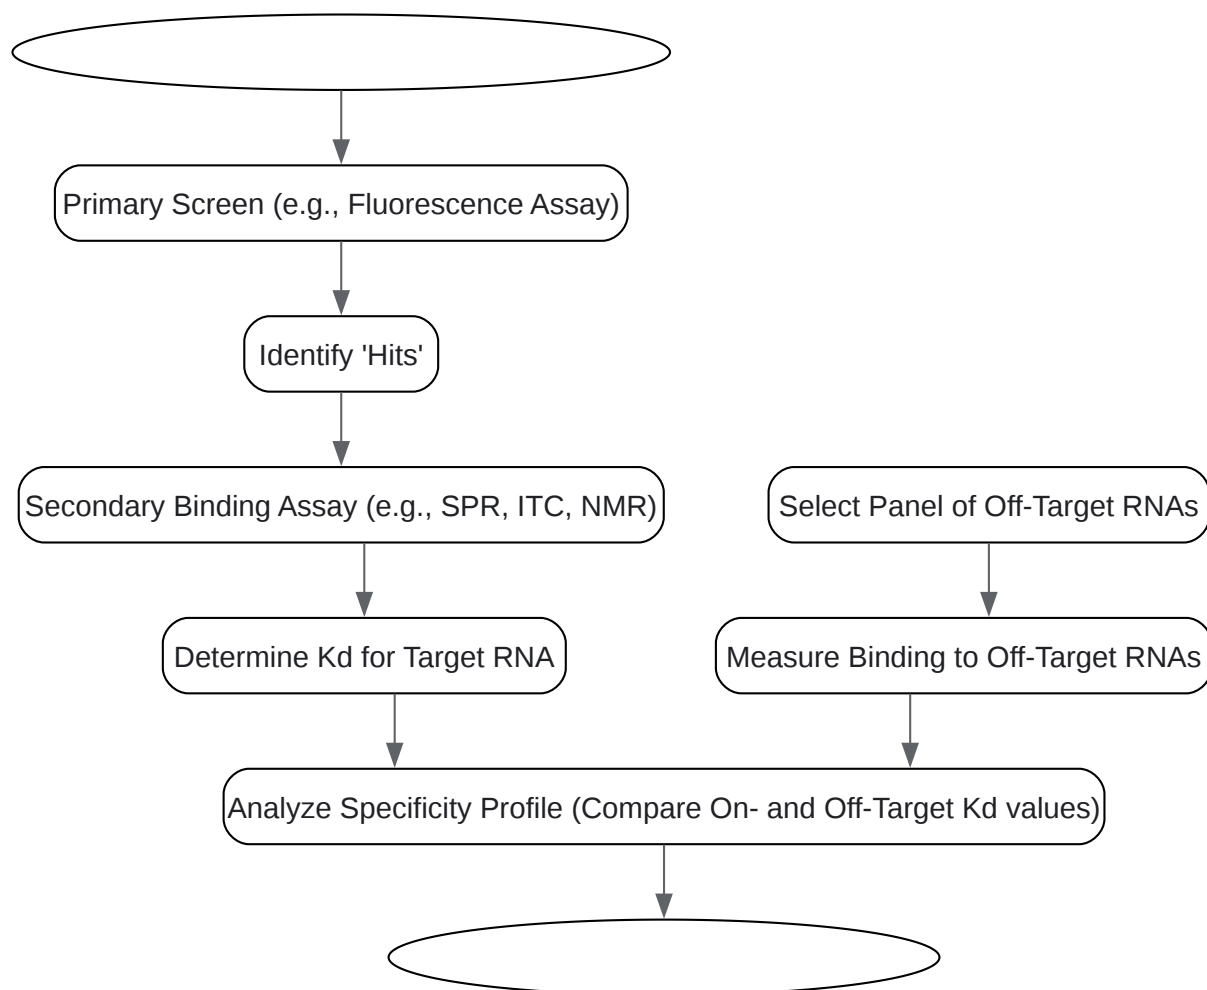 Primary Screen (e.g., Fluorescence Assay)
Identify 'Hits'
Secondary Binding Assay (e.g., SPR, ITC, NMR)
Select Panel of Off-Target RNAs
Determine Kd for Target RNA
Measure Binding to Off-Target RNAs
Analyze Specificity Profile (Compare On- and Off-Target Kd values)